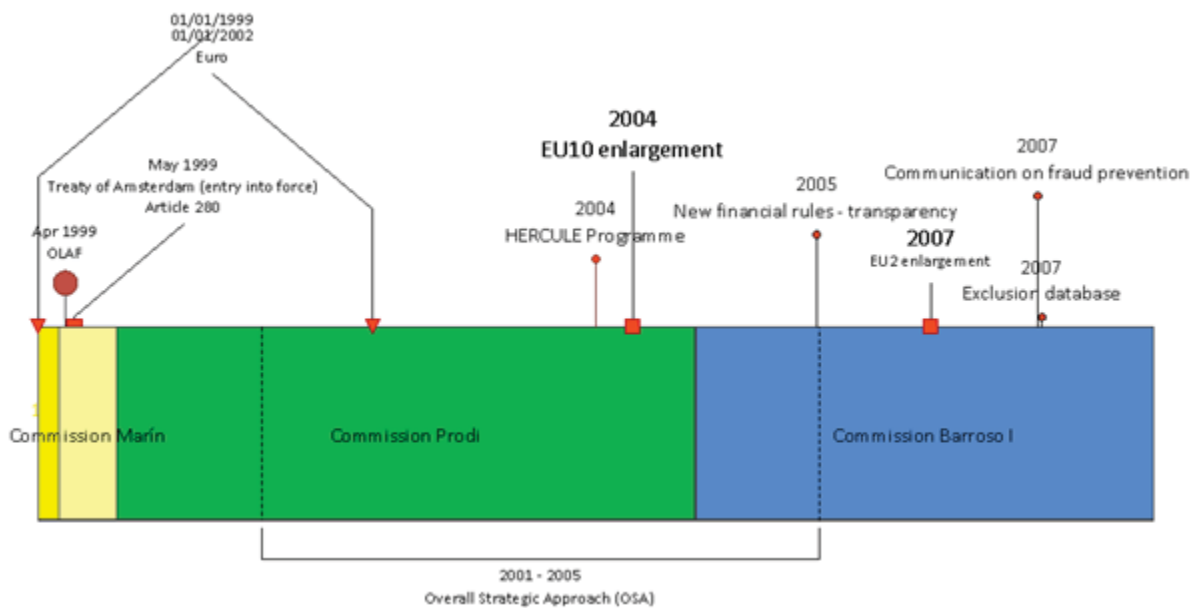 01/01/1999
01/01/2002
Euro
2004
EU10 enlargement
May 1999
Treaty of Amsterdam (entry into force)
Article 280
2007
Communication on fraud prevention
2005
New financial rules - transparency
2004
HERCULE Programme
Apr 1999
OLAF
2007
EU2 enlargement
2007
Exclusion database
1
Commission Marín
Commission Prodi
Commission Barroso I
2001 - 2005
Overall Strategic Approach (OSA)